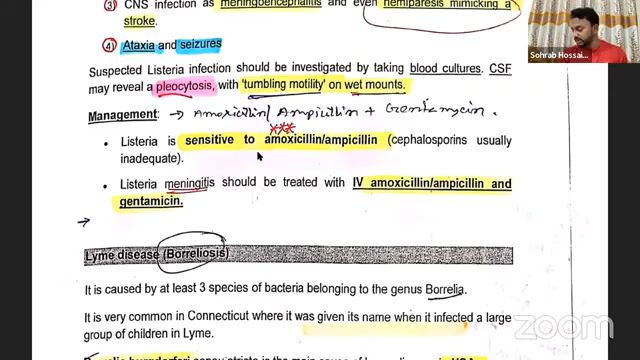 3) CNS infection as meningoencephalitis and even hemiparesis mimicking a
stroke.
4) Ataxia and seizures
Suspected Listeria infection should be investigated by taking blood cultures. CSF
may reveal a pleocytosis, with 'tumbling motility' on wet mounts.
Management: → Amoxicillin/ Ampicillin + Gentamycin.
• Listeria is sensitive to amoxicillin/ampicillin (cephalosporins usually
inadequate).
• Listeria meningitis should be treated with IV amoxicillin/ampicillin and
gentamicin.
Lyme disease (Borreliosis)
It is caused by at least 3 species of bacteria belonging to the genus Borrelia.
It is very common in Connecticut where it was given its name when it infected a large
group of children in Lyme.
Sohrab Hossai...
zoom